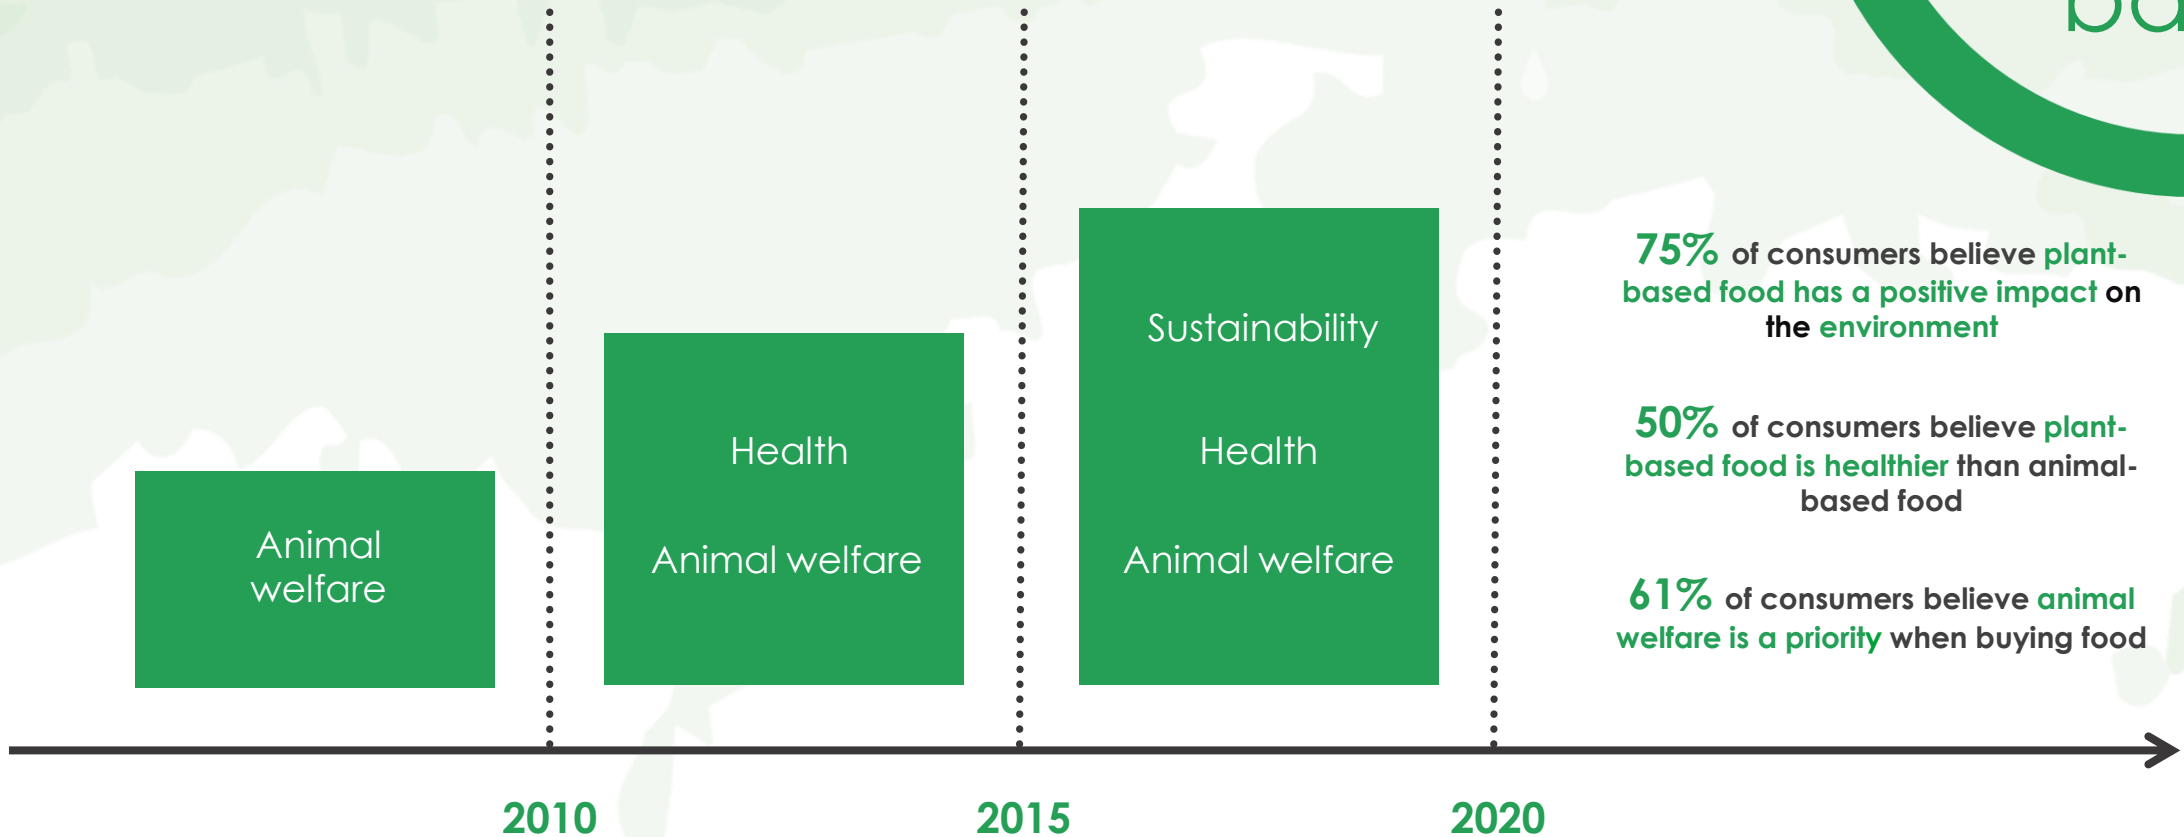 Animal
welfare
Health
Animal welfare
Sustainability
Health
Animal welfare
75% of consumers believe plant-
based food has a positive impact on
the environment
50% of consumers believe plant-
based food is healthier than animal-
based food
61% of consumers believe animal
welfare is a priority when buying food
2010
2015
2020